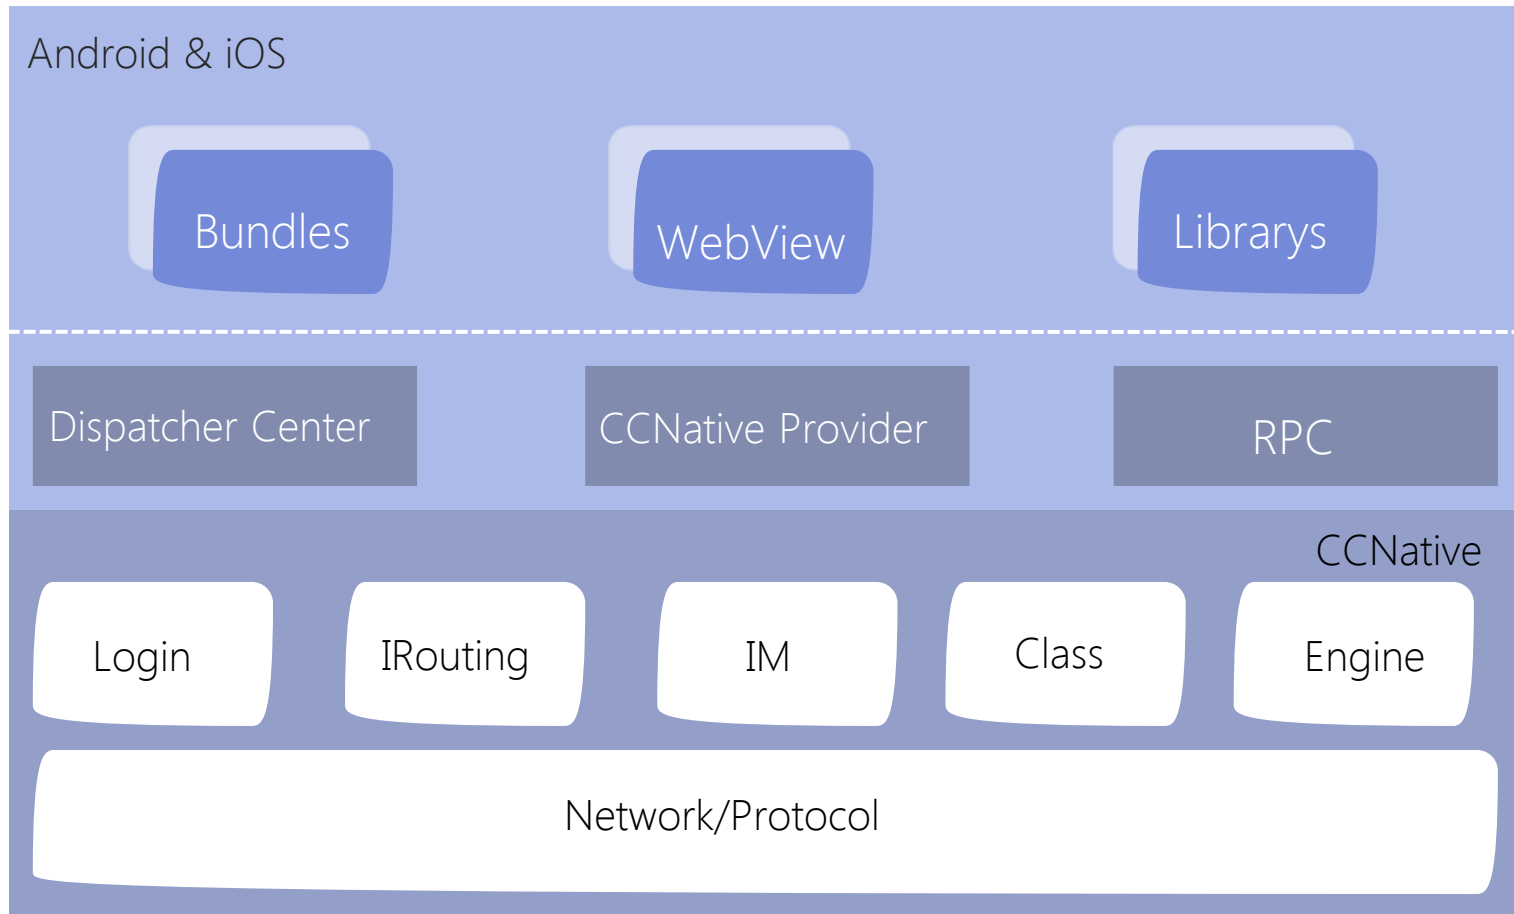 Android & iOS
Bundles
WebView
Librarys
Dispatcher Center
CCNative Provider
RPC
CCNative
Login
IRouting
IM
Class
Engine
Network/Protocol